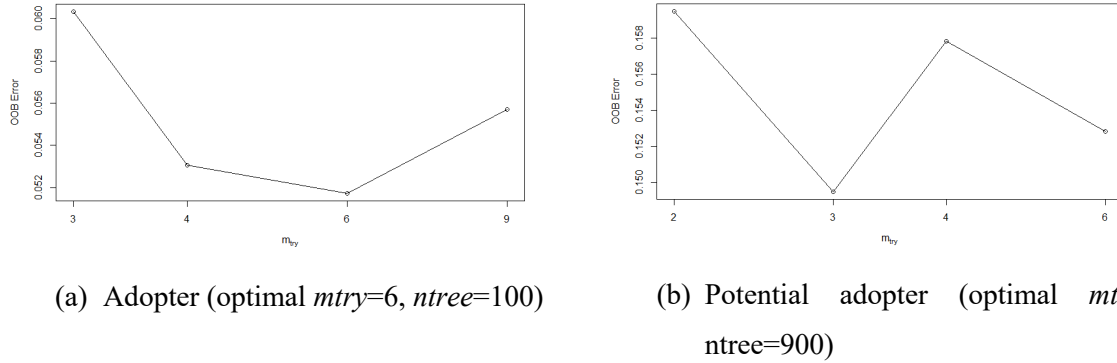 0.060
0.058
0.056
0.054
0.052
OOB Error
3 4 6 9
mtry
(a) Adopter (optimal mtry=6, ntree=100)
0.158
0.156
0.154
0.152
0.150
OOB Error
2 3 4 6
mtry
(b) Potential adopter (optimal mt
ntree=900)